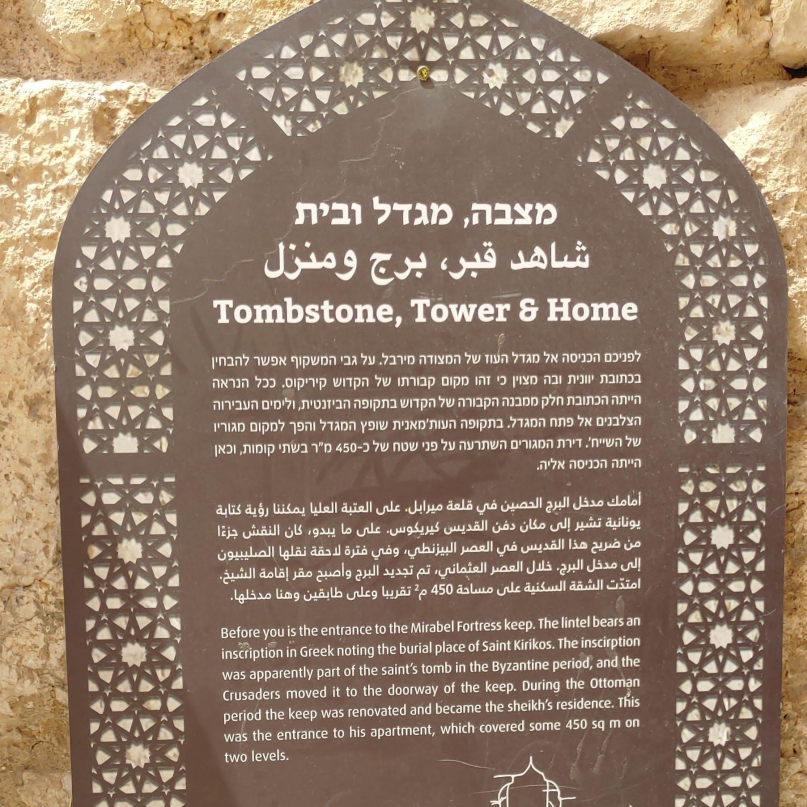 מצבה, מגדל ובית
شاهد قبر، برج ومنزل
Tombstone, Tower & Home
לפניכם הכניסה אל מגדל העוז של המצודה מירבל. על גבי המשקוף אפשר להבחין
בכתובת יוונית ובה מצוין כי זהו מקום קבורתו של הקדוש קיריקוס. ככל הנראה
הייתה הכתובת חלק ממבנה הקבורה של הקדוש בתקופה הביזנטית, ולימים העבירוה
הצלבנים אל פתח המגדל. בתקופה העות'מאנית שופץ המגדל והפך למקום מגוריו
של השייח'. דירת המגורים השתרעה על פני שטח של כ-450 מ"ר בשתי קומות, וכאן
הייתה הכניסה אליה.
أمامك مدخل البرج الحصين في قلعة ميرابل. على العتبة العليا يمكننا رؤية كتابة
يونانية تشير إلى مكان دفن القديس كيريكوس. على ما يبدو، كان النقش جزءًا
من ضريح هذا القديس في العصر البيزنطي، وفي فترة لاحقة نقلها الصليبيون
إلى مدخل البرج. خلال العصر العثماني، تم تجديد البرج وأصبح مقر إقامة الشيخ.
امتدّت الشقة السكنية على مساحة 450 م² تقريبا وعلى طابقين وهنا مدخلها.
Before you is the entrance to the Mirabel Fortress keep. The lintel bears an
inscription in Greek noting the burial place of Saint Kirikos. The inscirption
was apparently part of the saint's tomb in the Byzantine period, and the
Crusaders moved it to the doorway of the keep. During the Ottoman
period the keep was renovated and became the sheikh's residence. This
was the entrance to his apartment, which covered some 450 sq m on
two levels.